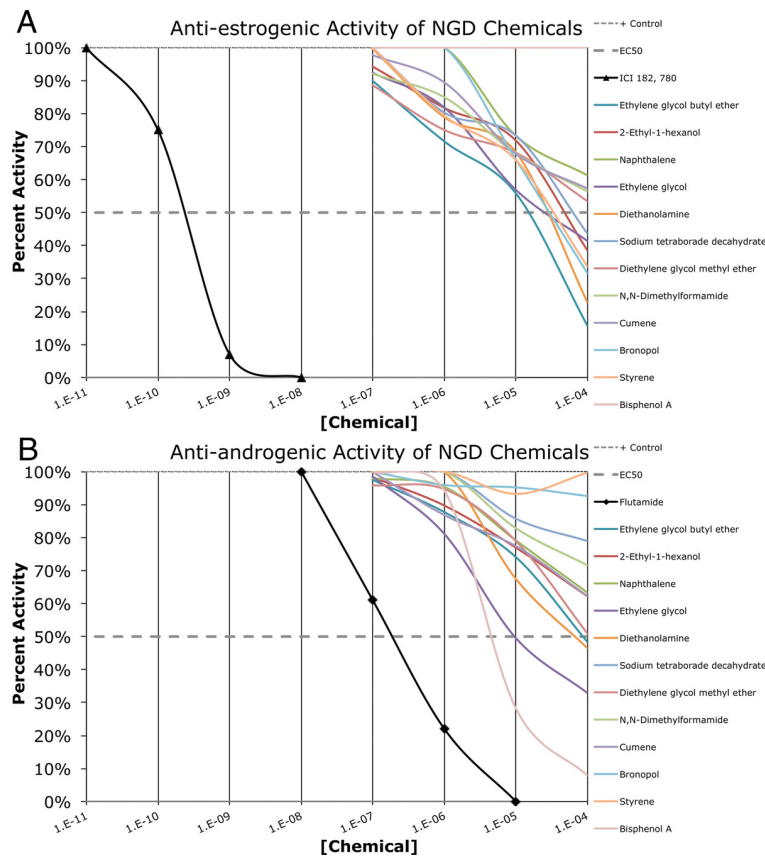 A
Anti-estrogenic Activity of NGD Chemicals
100%
90%
80%
70%
60%
50%
40%
30%
20%
10%
0%
Percent Activity
1.E-11
1.E-10
1.E-09
1.E-08
1.E-07
1.E-06
1.E-05
1.E-04
[Chemical]
+ Control
EC50
ICI 182, 780
Ethylene glycol butyl ether
2-Ethyl-1-hexanol
Naphthalene
Ethylene glycol
Diethanolamine
Sodium tetraborade decahydrate
Diethylene glycol methyl ether
N,N-Dimethylformamide
Cumene
Bronopol
Styrene
Bisphenol A
B
Anti-androgenic Activity of NGD Chemicals
100%
90%
80%
70%
60%
50%
40%
30%
20%
10%
0%
Percent Activity
1.E-11
1.E-10
1.E-09
1.E-08
1.E-07
1.E-06
1.E-05
1.E-04
[Chemical]
+ Control
EC50
Flutamide
Ethylene glycol butyl ether
2-Ethyl-1-hexanol
Naphthalene
Ethylene glycol
Diethanolamine
Sodium tetraborade decahydrate
Diethylene glycol methyl ether
N,N-Dimethylformamide
Cumene
Bronopol
Styrene
Bisphenol A